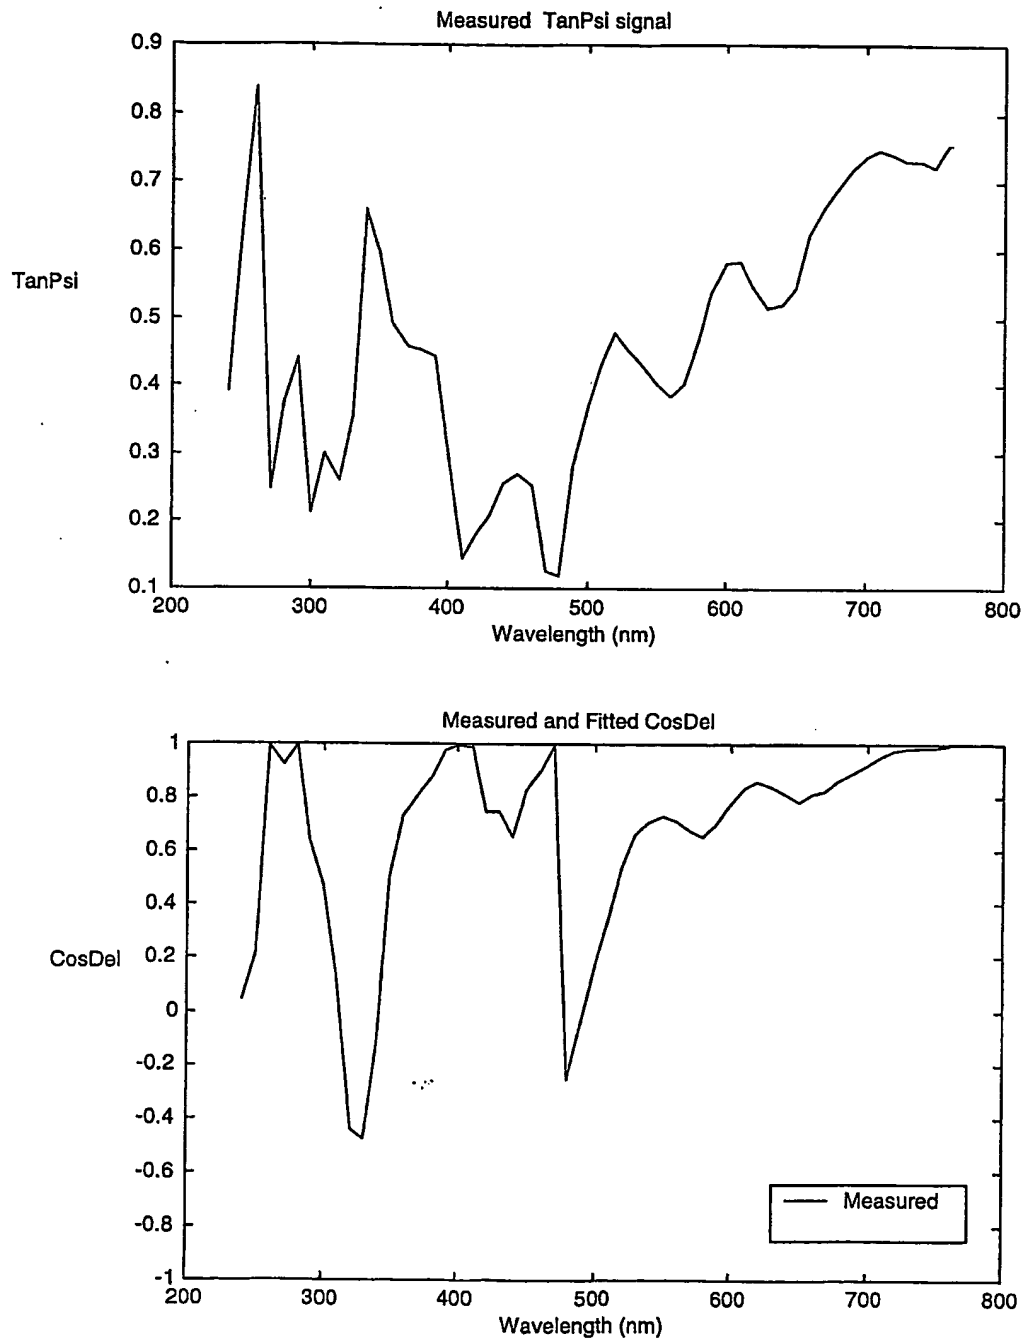 Measured TanPsi signal
0.9
0.8
0.7
0.6
TanPsi
0.5
0.4
0.3
0.2
0.1
200 300 400 500 600 700 800
Wavelength (nm)
Measured and Fitted CosDel
1
0.8
0.6
0.4
CosDel 0.2
0
-0.2
-0.4
-0.6
-0.8
-1
Measured
200 300 400 500 600 700 800
Wavelength (nm)